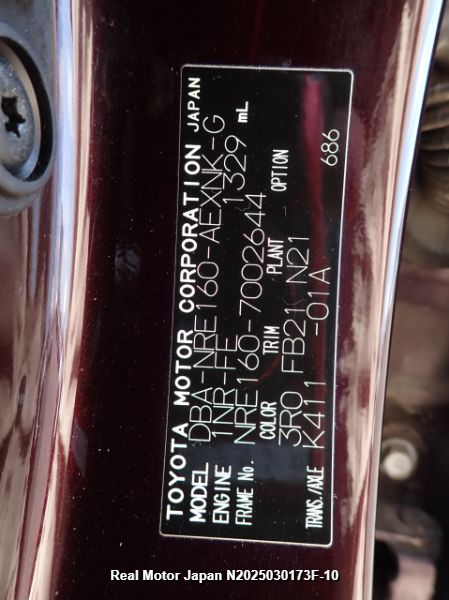 TOYOTA MOTOR CORPORATION JAPAN
MODEL DBA-NRE160-AEXNK-G
ENGINE 1NR-FE 1329 mL
FRAME No. NRE160-7002644
COLOR TRIM PLANT OPTION
3R0 FB21 N21
TRANS./AXLE K411 -01A 686
Real Motor Japan N2025030173F-10